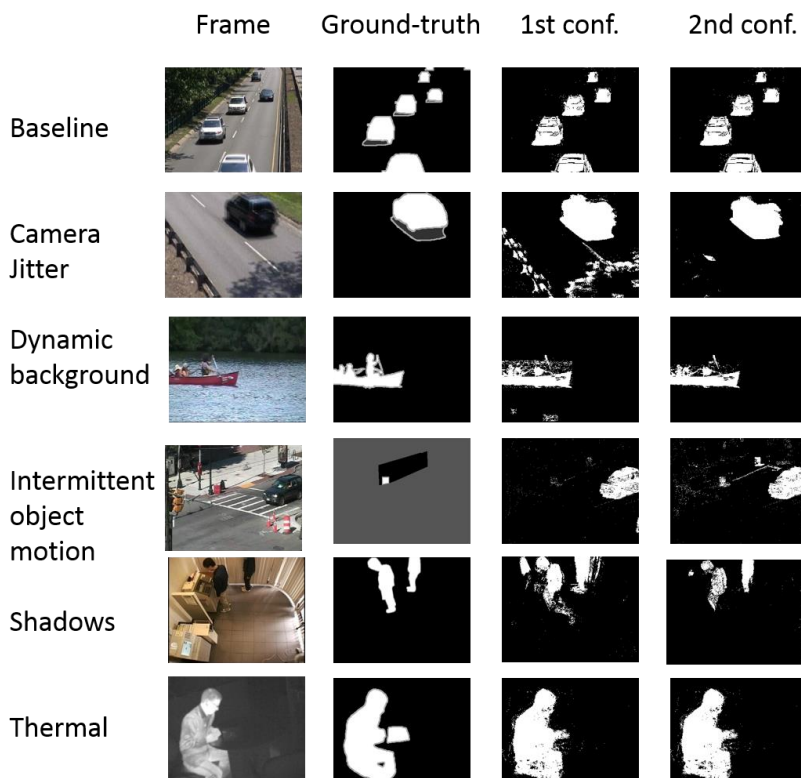 Frame Ground-truth 1st conf. 2nd conf.
Baseline
Camera
Jitter
Dynamic
background
Intermittent
object
motion
Shadows
Thermal